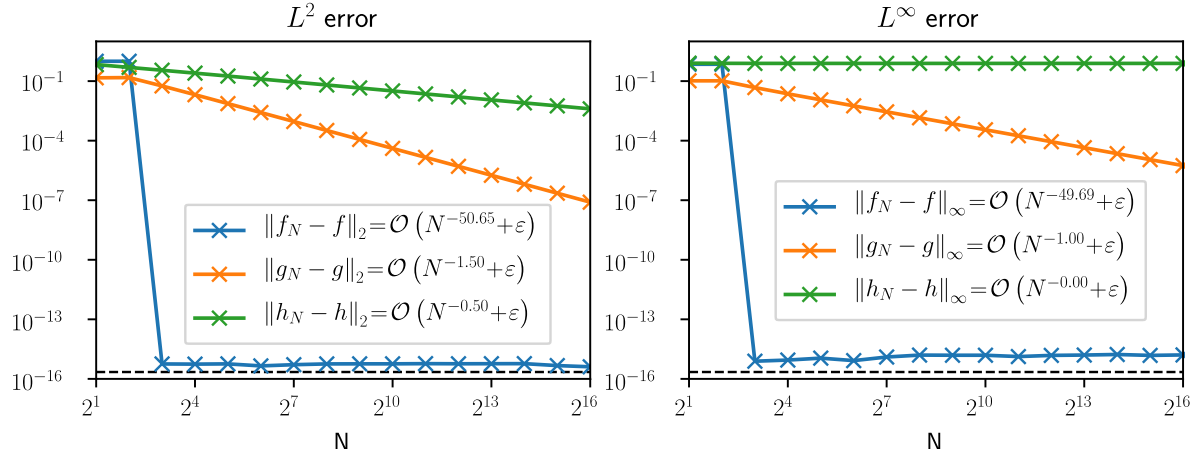 L² error
10⁻¹
10⁻⁴
10⁻⁷
10⁻¹⁰
10⁻¹³
10⁻¹⁶
‖f_N − f‖₂=𝒪(N⁻⁵⁰·⁶⁵+ε)
‖g_N − g‖₂=𝒪(N⁻¹·⁵⁰+ε)
‖h_N − h‖₂=𝒪(N⁻⁰·⁵⁰+ε)
2¹ 2⁴ 2⁷ 2¹⁰ 2¹³ 2¹⁶
N
L^∞ error
10⁻¹
10⁻⁴
10⁻⁷
10⁻¹⁰
10⁻¹³
10⁻¹⁶
‖f_N − f‖_∞=𝒪(N⁻⁴⁹·⁶⁹+ε)
‖g_N − g‖_∞=𝒪(N⁻¹·⁰⁰+ε)
‖h_N − h‖_∞=𝒪(N⁻⁰·⁰⁰+ε)
2¹ 2⁴ 2⁷ 2¹⁰ 2¹³ 2¹⁶
N